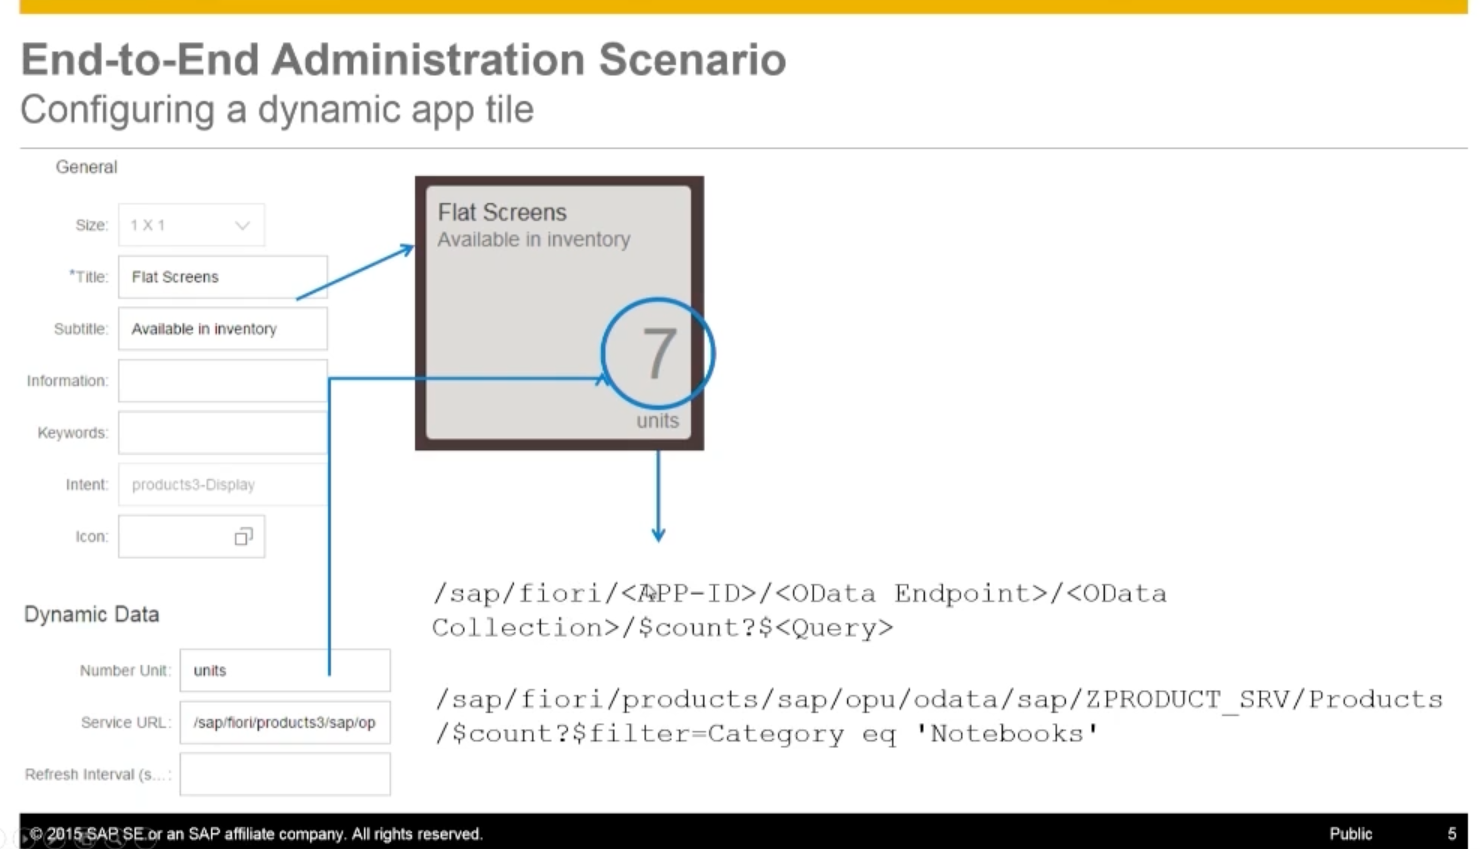 End-to-End Administration Scenario
Configuring a dynamic app tile
General
Size: 1 X 1
*Title: Flat Screens
Subtitle: Available in inventory
Information:
Keywords:
Intent: products3-Display
Icon:
Dynamic Data
Number Unit: units
Service URL: /sap/fiori/products3/sap/op
Refresh Interval (s...:
Flat Screens
Available in inventory
7
units
/sap/fiori/<APP-ID>/<OData Endpoint>/<OData
Collection>/$count?$<Query>
/sap/fiori/products/sap/opu/odata/sap/ZPRODUCT_SRV/Products
/$count?$filter=Category eq 'Notebooks'
© 2015 SAP SE or an SAP affiliate company. All rights reserved.
Public
5